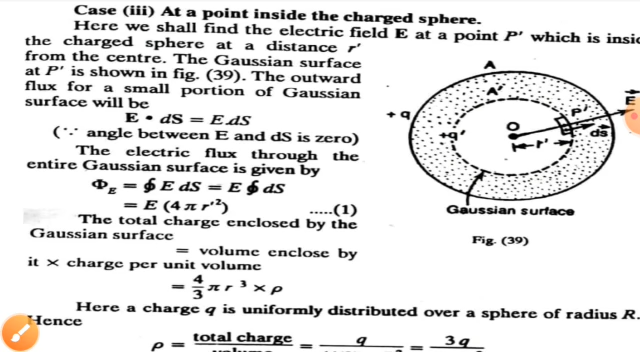 Case (iii) At a point inside the charged sphere.
Here we shall find the electric field E at a point P′ which is insid
the charged sphere at a distance r′
from the centre. The Gaussian surface
at P′ is shown in fig. (39). The outward
flux for a small portion of Gaussian
surface will be
E • dS = E.dS
(∵ angle between E and dS is zero)
The electric flux through the
entire Gaussian surface is given by
Φ_E = ∮ E dS = E ∮ dS
= E (4 π r′²) .....(1)
The total charge enclosed by the
Gaussian surface
= volume enclose by
it × charge per unit volume
= 4/3 π r ³ × ρ
A
A′
+q
+q′
O
P′
E
ds
r′
Gaussian surface
Fig. (39)
Here a charge q is uniformly distributed over a sphere of radius R.
Hence
ρ = total charge = q = 3 q